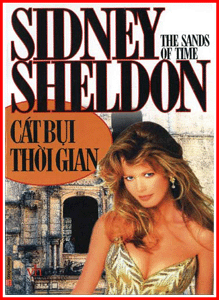 SIDNEY
THE SANDS
OF TIME
SHELDON
CÁT BỤI
THỜI GIAN